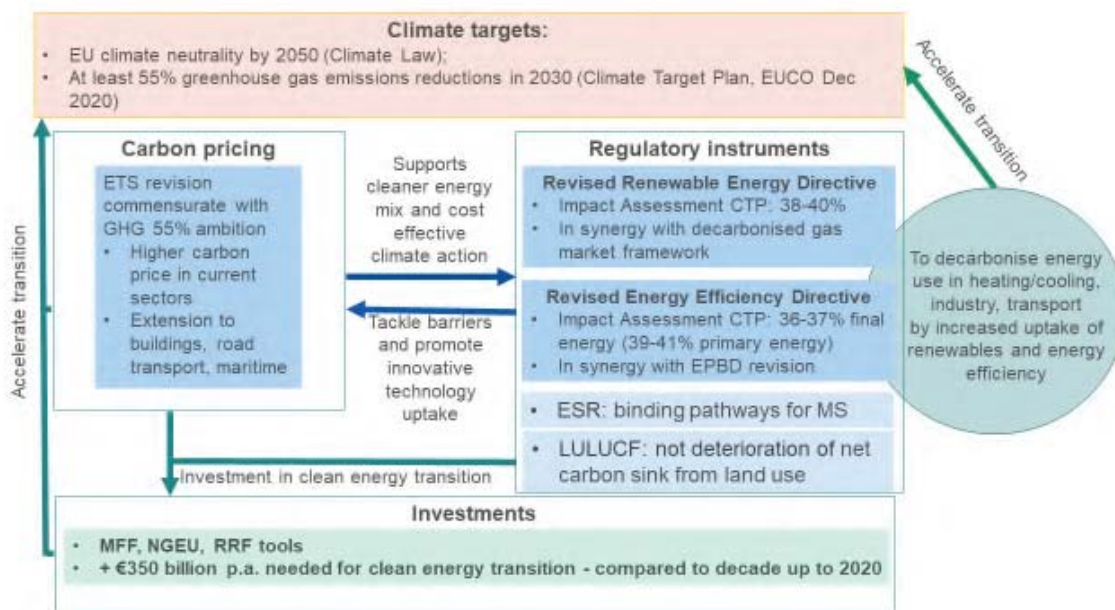 Climate targets:
• EU climate neutrality by 2050 (Climate Law);
• At least 55% greenhouse gas emissions reductions in 2030 (Climate Target Plan, EUCO Dec
2020)
Accelerate transition
Accelerate transition
Carbon pricing
ETS revision
commensurate with
GHG 55% ambition
• Higher carbon
price in current
sectors
• Extension to
buildings, road
transport, maritime
Supports
cleaner energy
mix and cost
effective
climate action
Tackle barriers
and promote
innovative
technology
uptake
Regulatory instruments
Revised Renewable Energy Directive
• Impact Assessment CTP: 38-40%
• In synergy with decarbonised gas
market framework
Revised Energy Efficiency Directive
• Impact Assessment CTP: 36-37% final
energy (39-41% primary energy)
• In synergy with EPBD revision
• ESR: binding pathways for MS
• LULUCF: not deterioration of net
carbon sink from land use
To decarbonise energy
use in heating/cooling,
industry, transport
by increased uptake of
renewables and energy
efficiency
Investment in clean energy transition
Investments
• MFF, NGEU, RRF tools
• + €350 billion p.a. needed for clean energy transition - compared to decade up to 2020